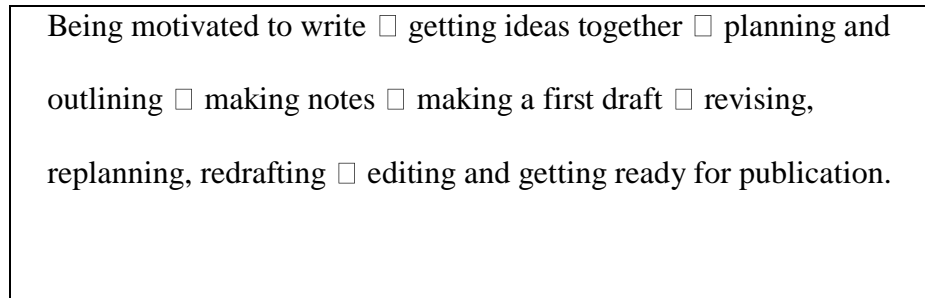 Being motivated to write □ getting ideas together □ planning and
outlining □ making notes □ making a first draft □ revising,
replanning, redrafting □ editing and getting ready for publication.